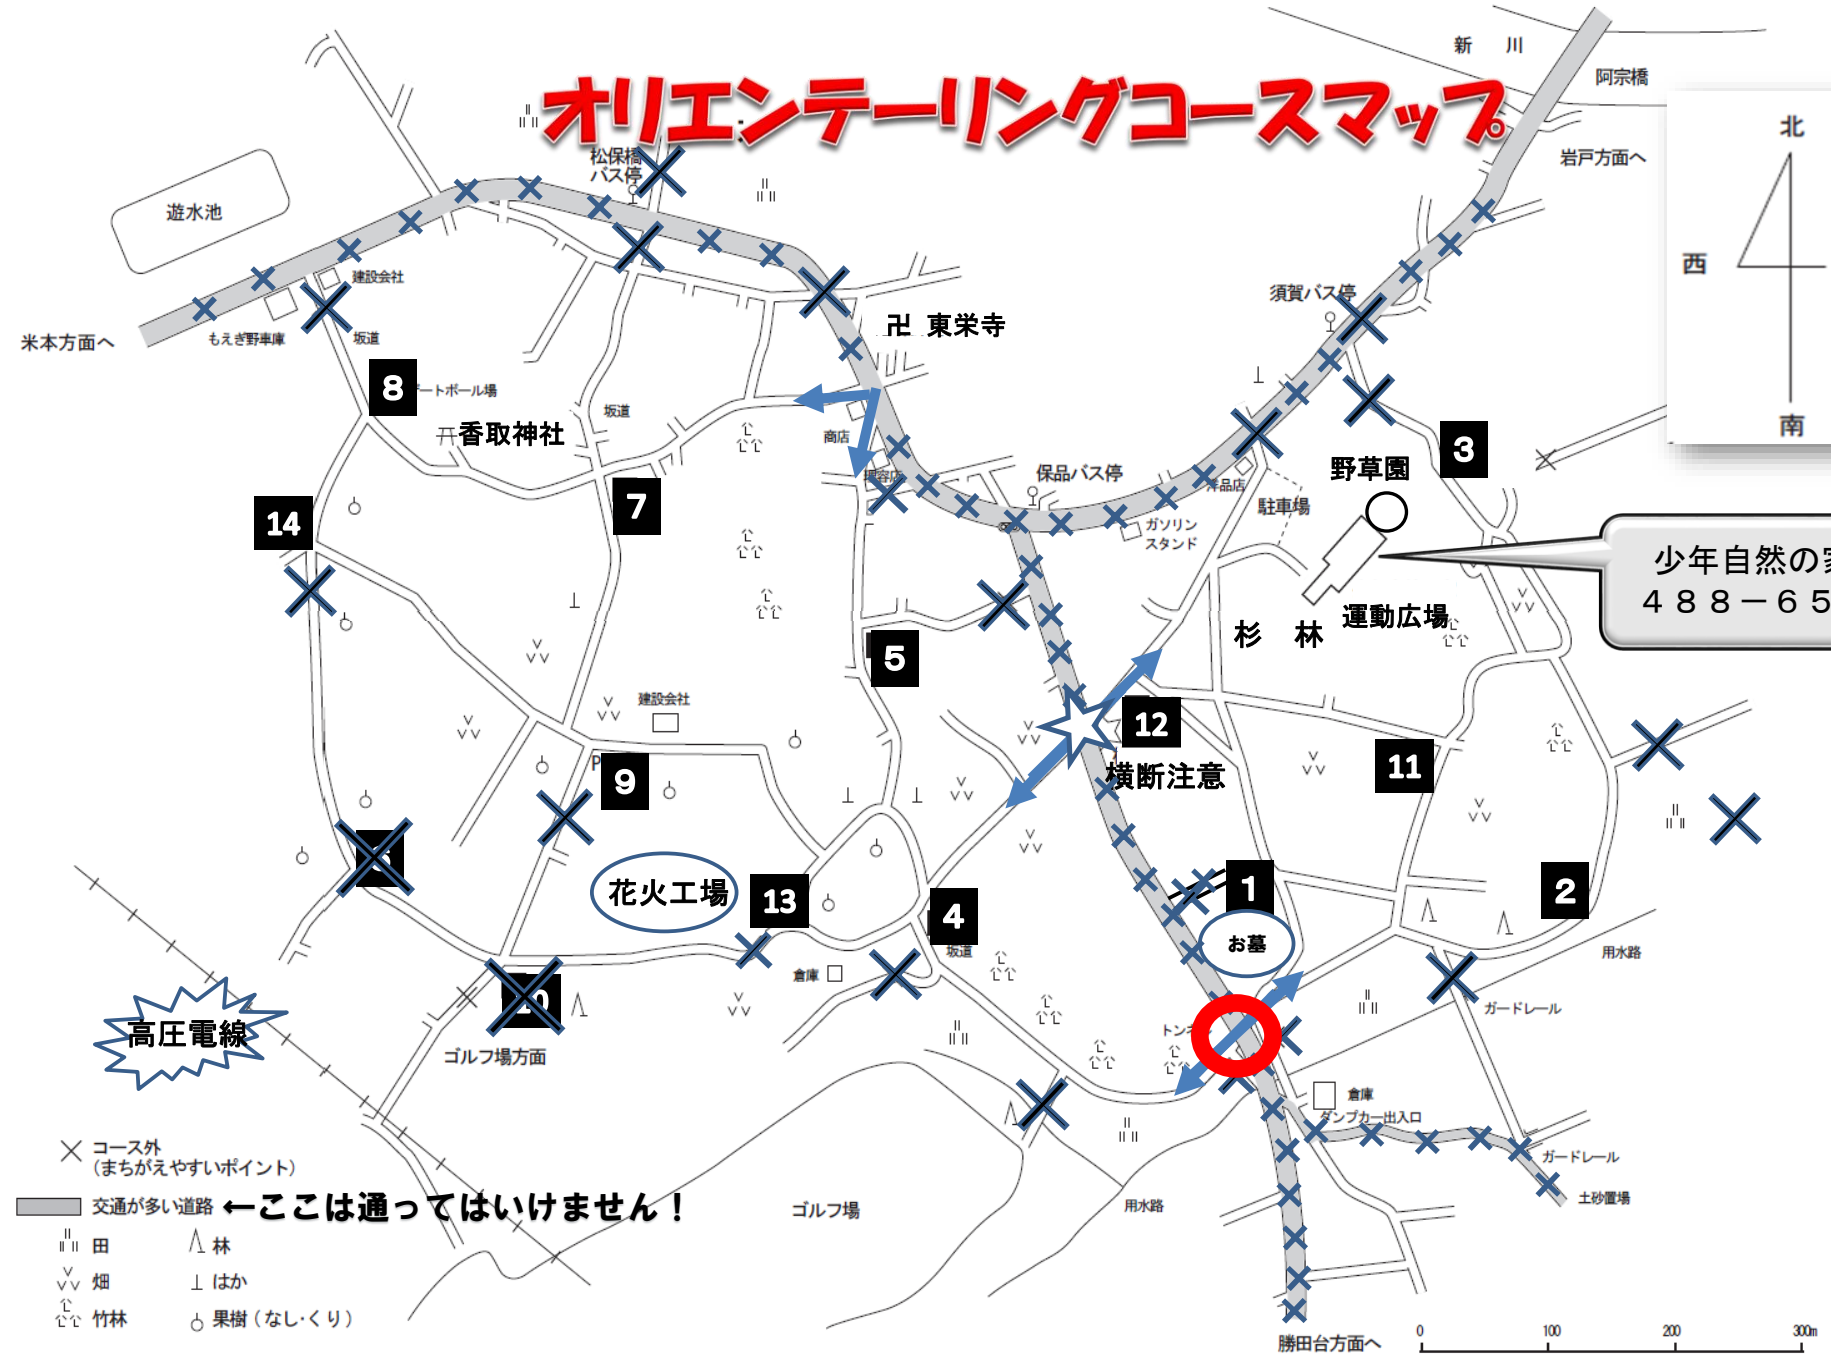 オリエンテーリングコースマップ
新 川
阿宗橋
岩戸方面へ
北
西
南
松保橋
バス停
遊水池
建設会社
米本方面へ
もえぎ野車庫
坂道
卍 東栄寺
須賀バス停
8
ートボール場
香取神社
坂道
商店
3
野草園
保品バス停
洋品店
駐車場
ガソリン
スタンド
14
7
少年自然の
488－65
運動広場
杉 林
5
建設会社
12
横断注意
11
P
9
花火工場
13
4
坂道
1
お墓
2
用水路
倉庫
ガードレール
10
高圧電線
ゴルフ場方面
トンネ
倉庫
ダンプカー出入口
ガードレール
土砂置場
コース外
(まちがえやすいポイント)
交通が多い道路 ←ここは通ってはいけません！
田 林
畑 はか
竹林 果樹(なし・くり)
ゴルフ場
用水路
勝田台方面へ
0 100 200 300m